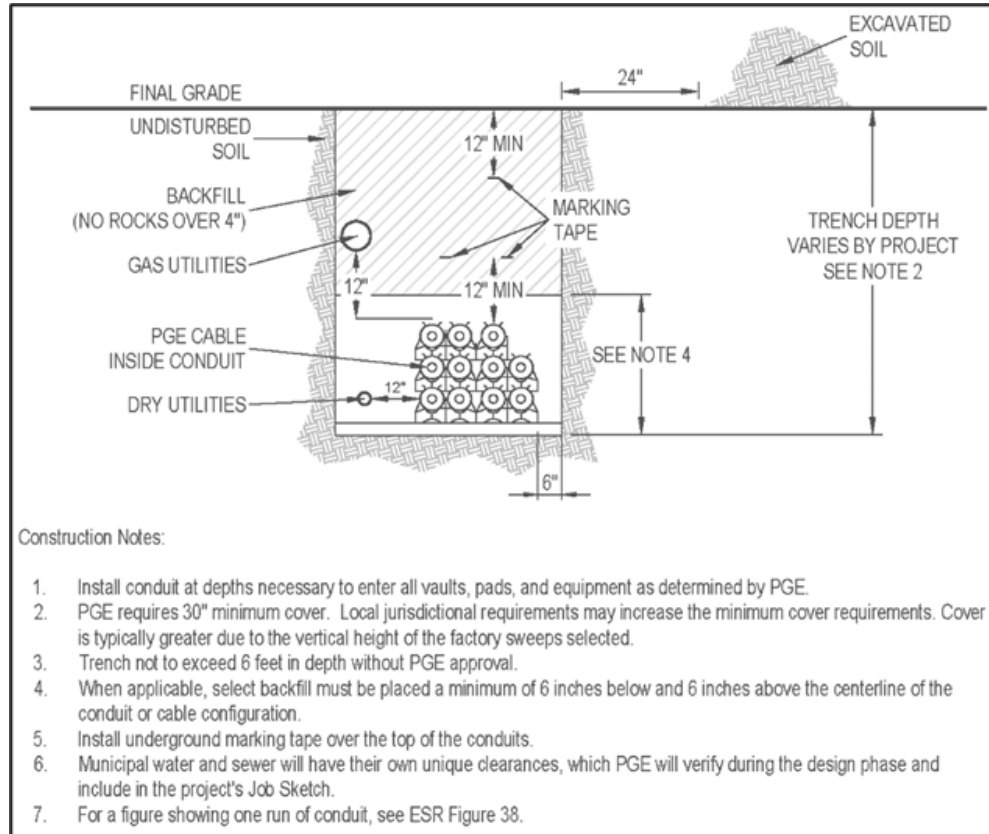 EXCAVATED
SOIL
24"
FINAL GRADE
UNDISTURBED
SOIL
12" MIN
BACKFILL
(NO ROCKS OVER 4")
MARKING
TAPE
TRENCH DEPTH
VARIES BY PROJECT
SEE NOTE 2
GAS UTILITIES
12"
12" MIN
PGE CABLE
INSIDE CONDUIT
SEE NOTE 4
12"
DRY UTILITIES
6"
Construction Notes:
1. Install conduit at depths necessary to enter all vaults, pads, and equipment as determined by PGE.
2. PGE requires 30" minimum cover. Local jurisdictional requirements may increase the minimum cover requirements. Cover
is typically greater due to the vertical height of the factory sweeps selected.
3. Trench not to exceed 6 feet in depth without PGE approval.
4. When applicable, select backfill must be placed a minimum of 6 inches below and 6 inches above the centerline of the
conduit or cable configuration.
5. Install underground marking tape over the top of the conduits.
6. Municipal water and sewer will have their own unique clearances, which PGE will verify during the design phase and
include in the project's Job Sketch.
7. For a figure showing one run of conduit, see ESR Figure 38.